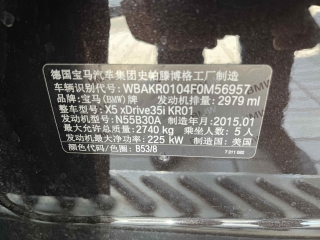 德国宝马汽车集团史帕滕博格工厂制造
车辆识别代号: WBAKR0104F0M56957
品牌: 宝马(BMW)牌 发动机排量: 2979 ml
整车型号: X5 xDrive35i KR01
发动机型号: N55B30A 制造年月: 2015.01
最大允许总质量: 2740 kg 乘坐人数: 5 人
发动机最大净功率: 225 kW 制造国: 美国
车身颜色代码/色圈: B53/8